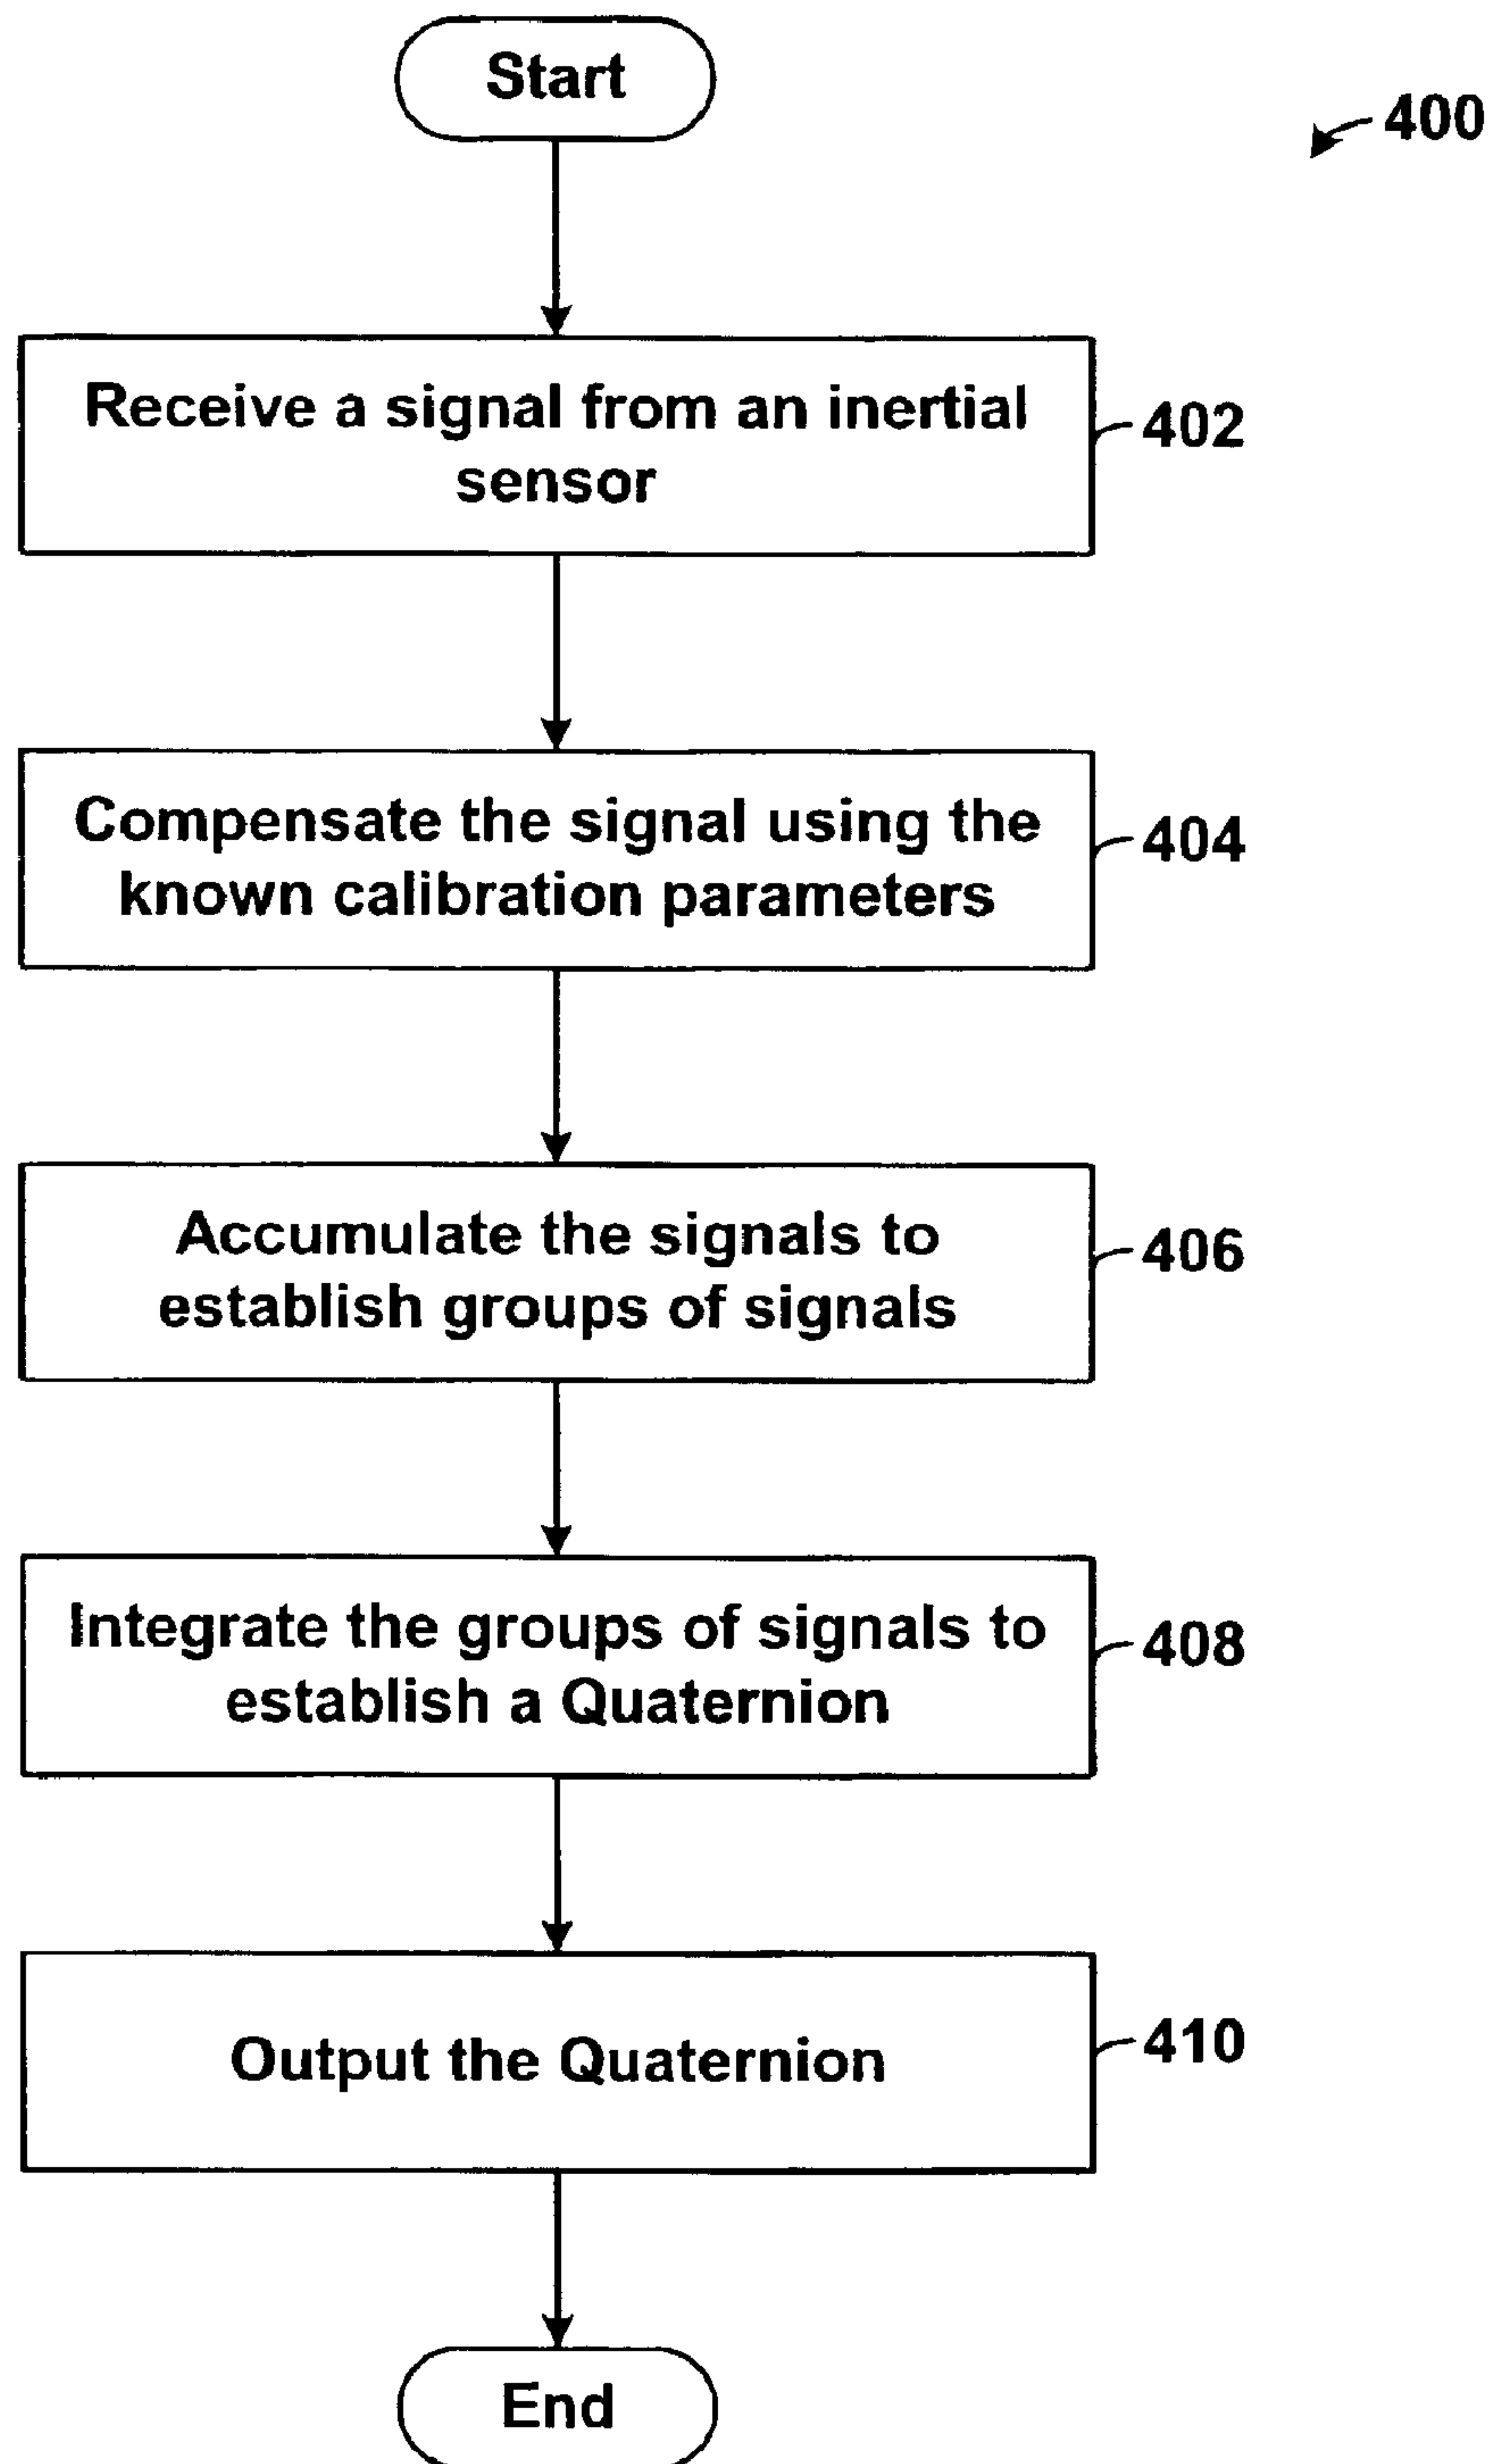 Start
400
Receive a signal from an inertial
sensor
402
Compensate the signal using the
known calibration parameters
404
Accumulate the signals to
establish groups of signals
406
Integrate the groups of signals to
establish a Quaternion
408
Output the Quaternion
410
End